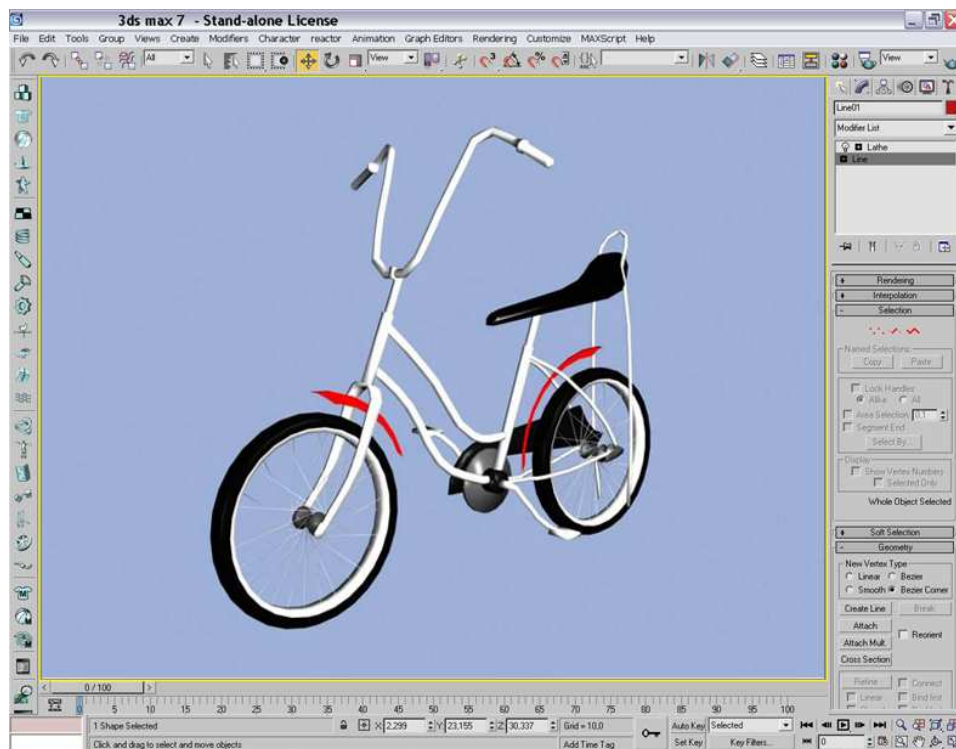 3ds max 7 - Stand-alone License
File Edit Tools Group Views Create Modifiers Character reactor Animation Graph Editors Rendering Customize MAXScript Help
All
View
View
Line01
Modifier List
Lathe
Line
Rendering
Interpolation
Selection
Named Selections:
Copy Paste
Lock Handles
Alike All
Area Selection: 0,1
Segment End
Select By...
Display
Show Vertex Numbers
Selected Only
Whole Object Selected
Soft Selection
Geometry
New Vertex Type
Linear Bezier
Smooth Bezier Corner
Create Line Break
Attach
Reorient
Attach Mult.
Cross Section
Refine Connect
Linear Bind first
0 / 100
0 5 10 15 20 25 30 35 40 45 50 55 60 65 70 75 80 85 90 95 100
1 Shape Selected X: 2,299 Y: 23,155 Z: 30,337 Grid = 10,0 Auto Key Selected
Click and drag to select and move objects Add Time Tag Set Key Key Filters... 0